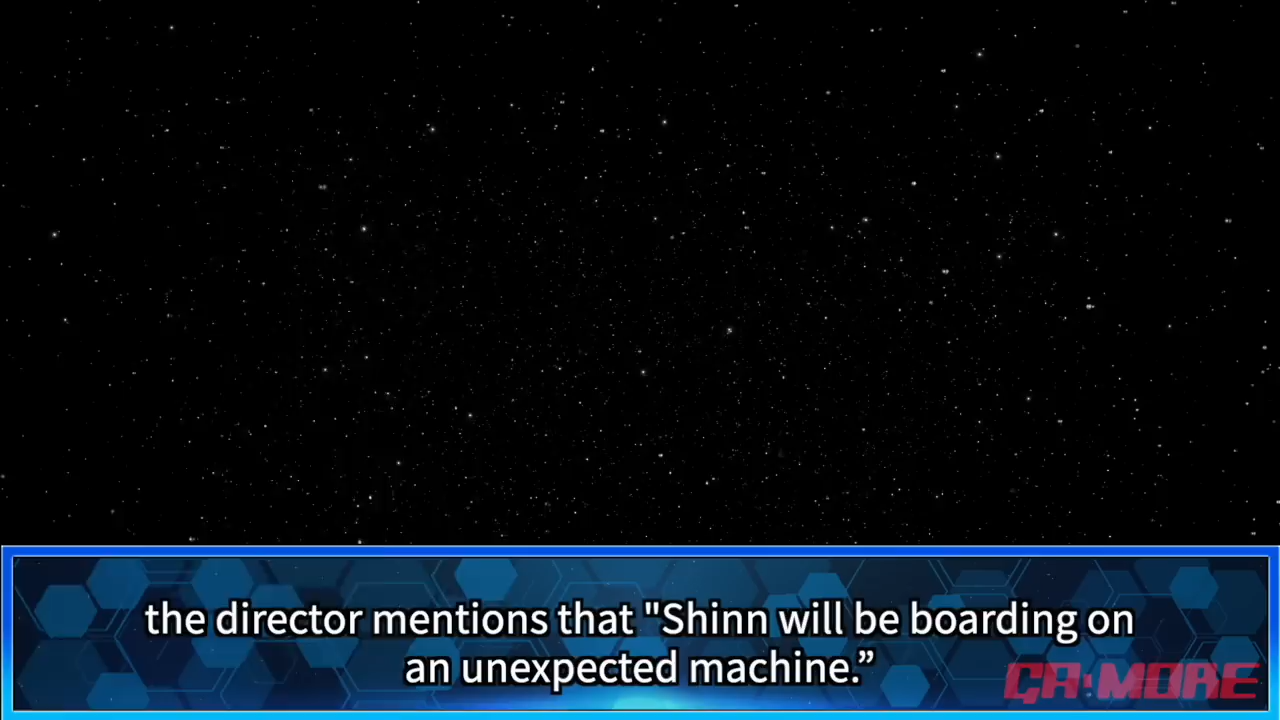 the director mentions that "Shinn will be boarding on
an unexpected machine.”
GA:MORE